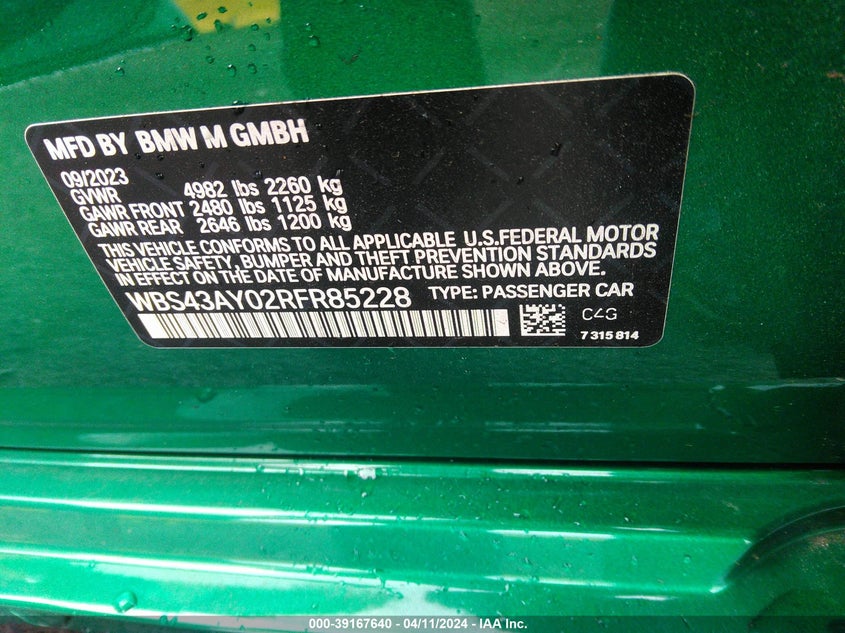 MFD BY BMW M GMBH
09/2023
GVWR 4982 lbs 2260 kg
GAWR FRONT 2480 lbs 1125 kg
GAWR REAR 2646 lbs 1200 kg
THIS VEHICLE CONFORMS TO ALL APPLICABLE U.S.FEDERAL MOTOR
VEHICLE SAFETY, BUMPER AND THEFT PREVENTION STANDARDS
IN EFFECT ON THE DATE OF MANUFACTURE SHOWN ABOVE.
WBS43AY02RFR85228 TYPE: PASSENGER CAR
C4G
7 315 814
000-39167640 - 04/11/2024 - IAA Inc.